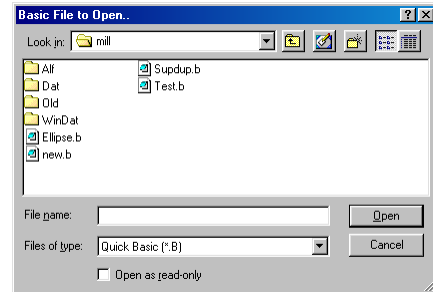 Basic File to Open..
Look in: mill
Alf
Dat
Old
WinDat
Ellipse.b
new.b
Supdup.b
Test.b
File name:
Open
Files of type: Quick Basic (*.B)
Cancel
Open as read-only